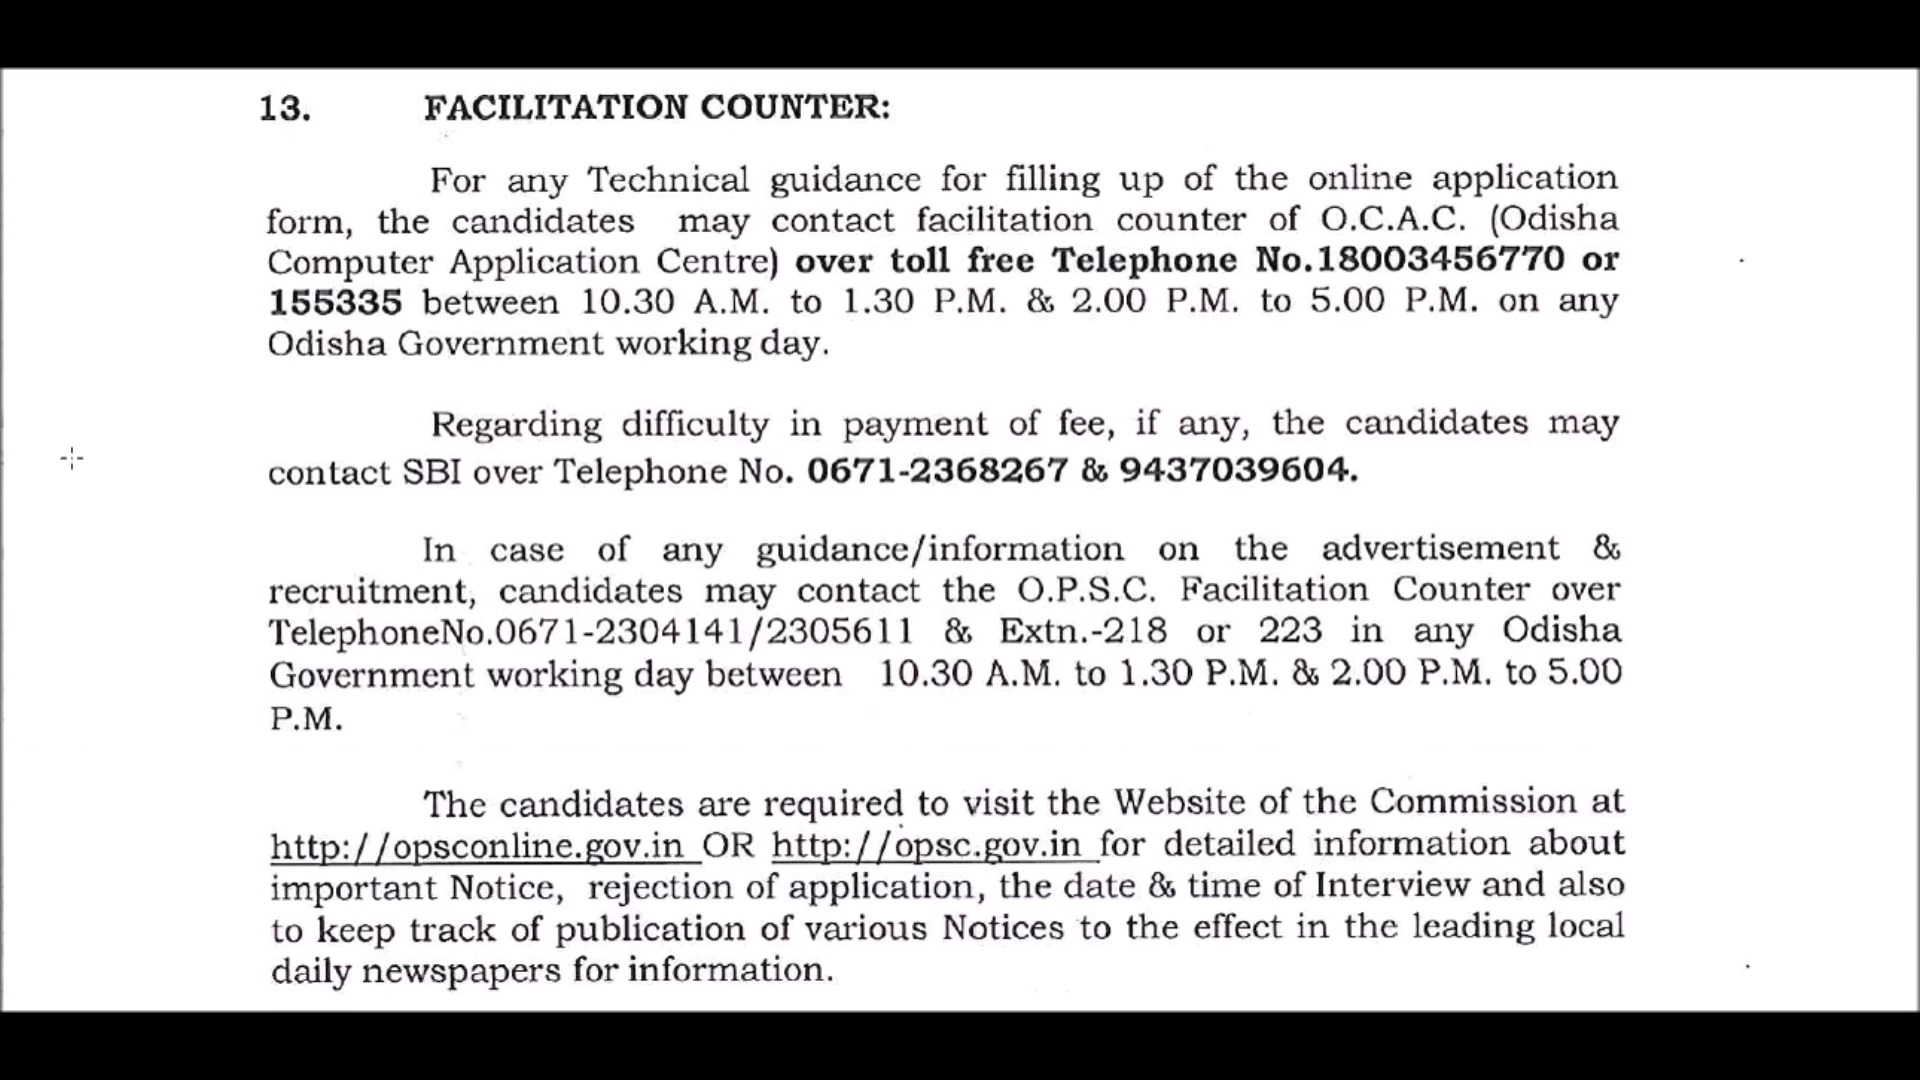 13. FACILITATION COUNTER:
For any Technical guidance for filling up of the online application
form, the candidates may contact facilitation counter of O.C.A.C. (Odisha
Computer Application Centre) over toll free Telephone No.18003456770 or
155335 between 10.30 A.M. to 1.30 P.M. & 2.00 P.M. to 5.00 P.M. on any
Odisha Government working day.
Regarding difficulty in payment of fee, if any, the candidates may
contact SBI over Telephone No. 0671-2368267 & 9437039604.
In case of any guidance/information on the advertisement &
recruitment, candidates may contact the O.P.S.C. Facilitation Counter over
TelephoneNo.0671-2304141/2305611 & Extn.-218 or 223 in any Odisha
Government working day between 10.30 A.M. to 1.30 P.M. & 2.00 P.M. to 5.00
P.M.
The candidates are required to visit the Website of the Commission at
http://opsconline.gov.in OR http://opsc.gov.in for detailed information about
important Notice, rejection of application, the date & time of Interview and also
to keep track of publication of various Notices to the effect in the leading local
daily newspapers for information.